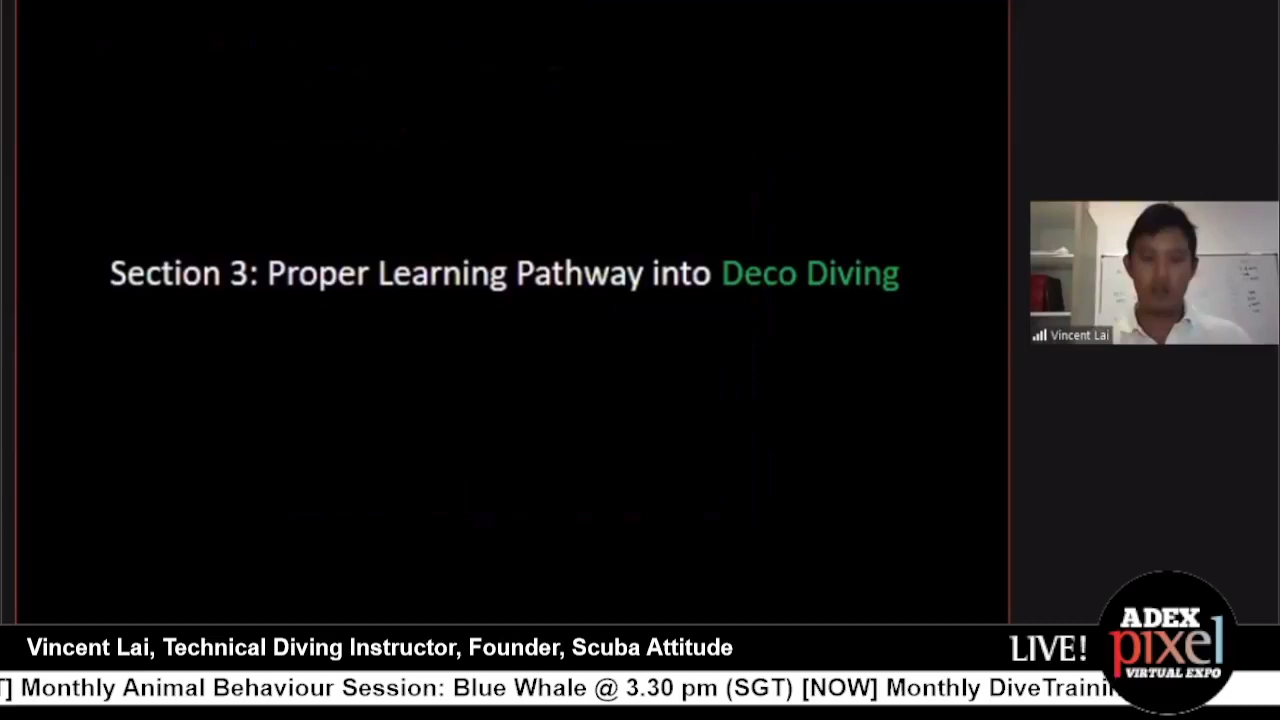 Section 3: Proper Learning Pathway into Deco Diving
Vincent Lai
Vincent Lai, Technical Diving Instructor, Founder, Scuba Attitude
LIVE!
ADEX
pixel
VIRTUAL EXPO
T] Monthly Animal Behaviour Session: Blue Whale @ 3.30 pm (SGT) [NOW] Monthly DiveTrainin